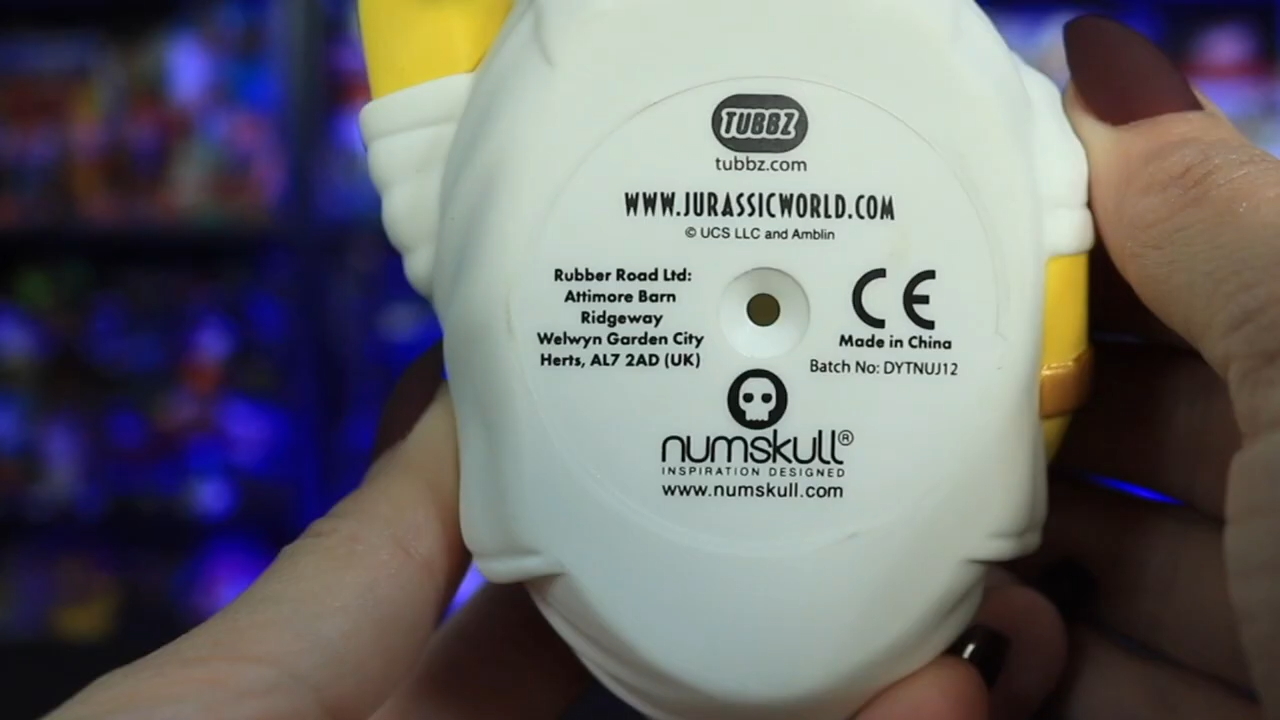 TUBBZ
tubbz.com
WWW.JURASSICWORLD.COM
© UCS LLC and Amblin
Rubber Road Ltd:
Attimore Barn
Ridgeway
Welwyn Garden City
Herts, AL7 2AD (UK)
CE
Made in China
Batch No: DYTNUJ12
numskull®
INSPIRATION DESIGNED
www.numskull.com